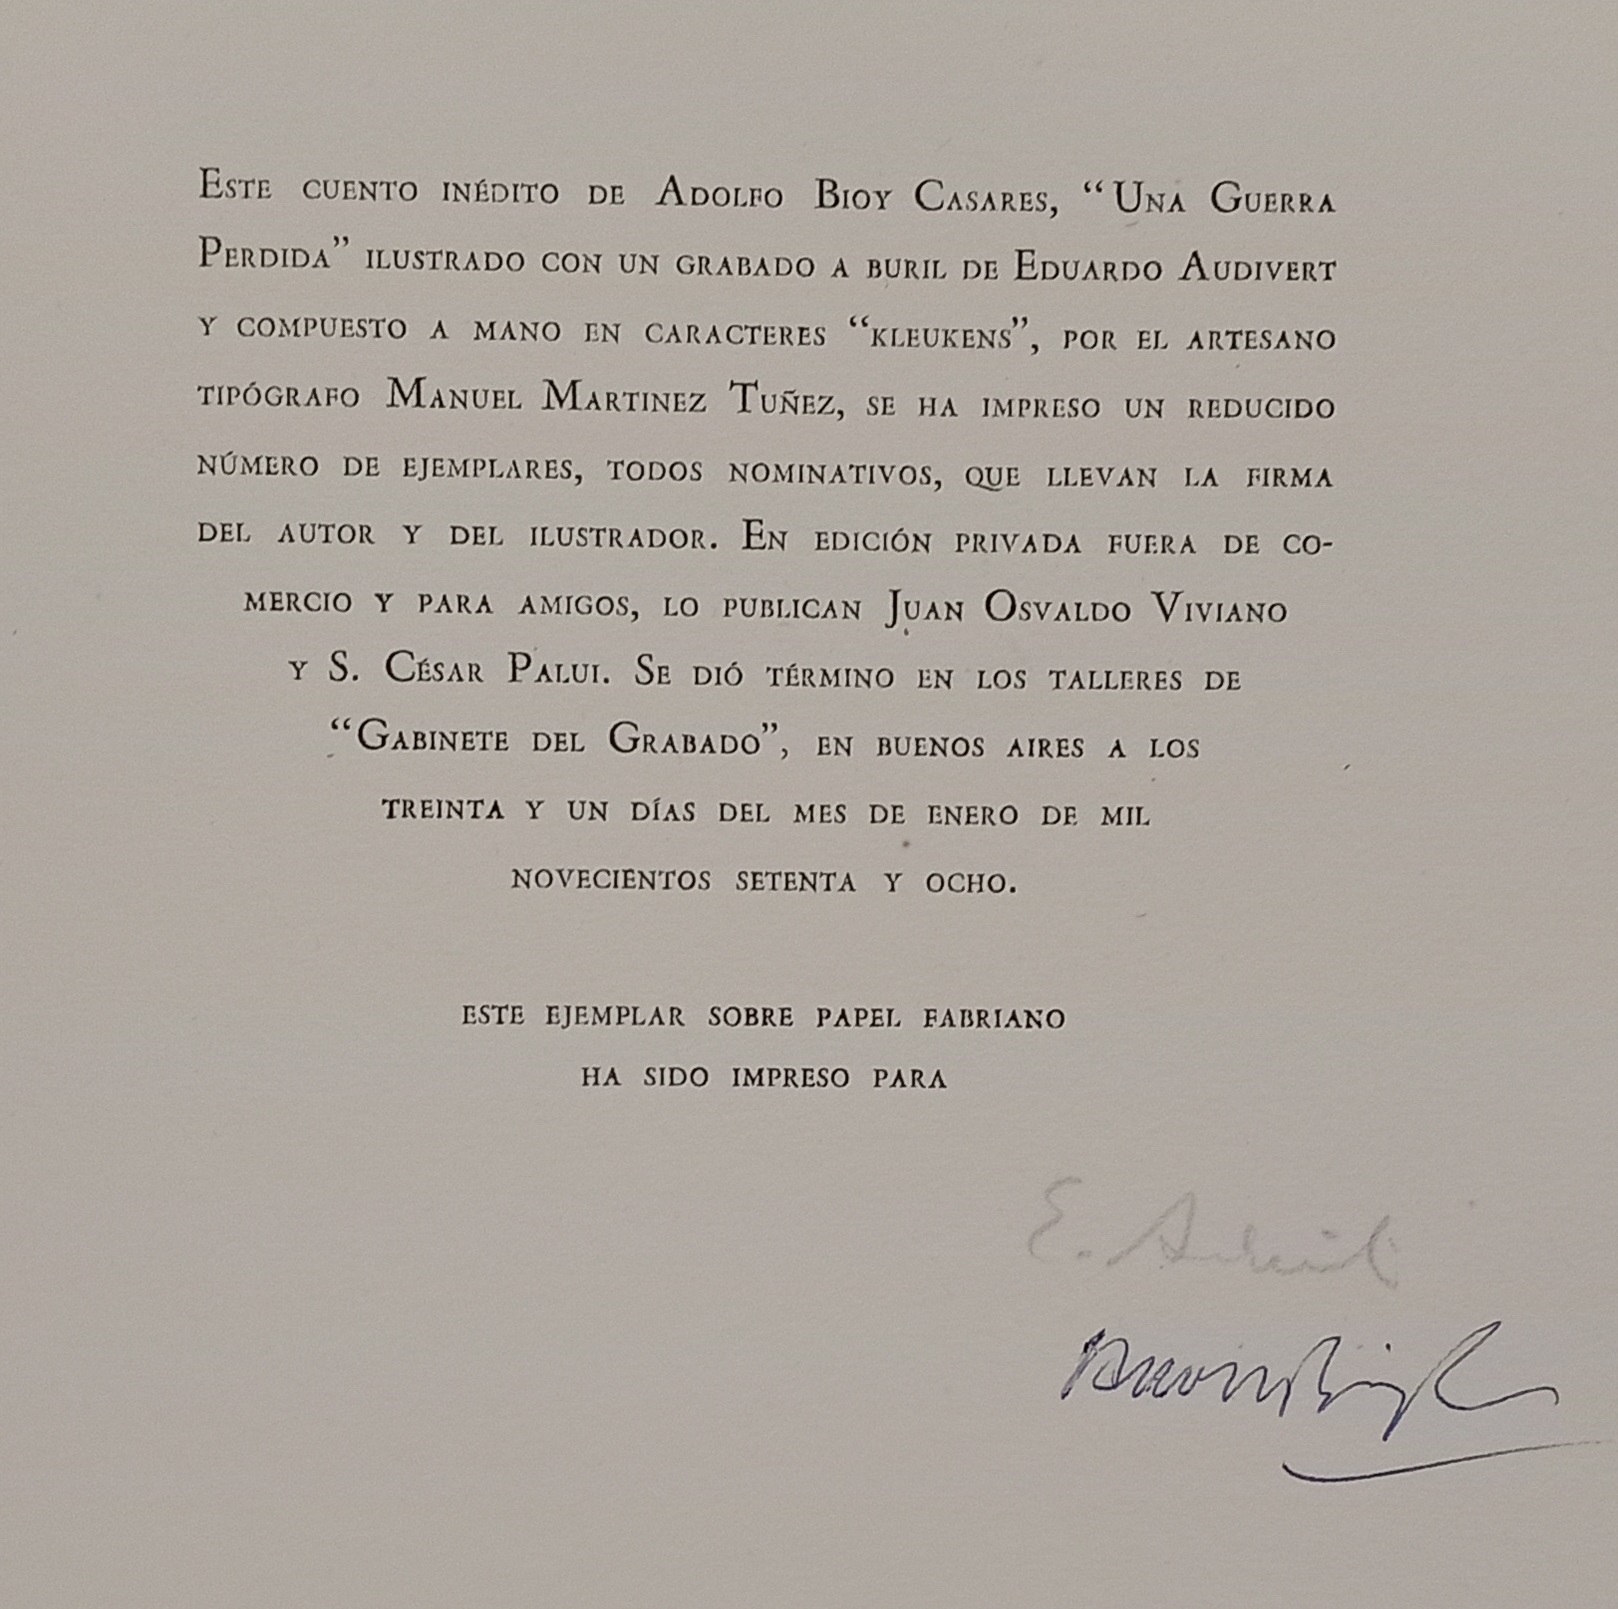 Este cuento inédito de Adolfo Bioy Casares, “Una Guerra
Perdida” ilustrado con un grabado a buril de Eduardo Audivert
y compuesto a mano en caracteres “kleukens”, por el artesano
tipógrafo Manuel Martinez Tuñez, se ha impreso un reducido
número de ejemplares, todos nominativos, que llevan la firma
del autor y del ilustrador. En edición privada fuera de co-
mercio y para amigos, lo publican Juan Osvaldo Viviano
y S. César Palui. Se dió término en los talleres de
“Gabinete del Grabado”, en buenos aires a los
treinta y un días del mes de enero de mil
novecientos setenta y ocho.
este ejemplar sobre papel fabriano
ha sido impreso para
E.